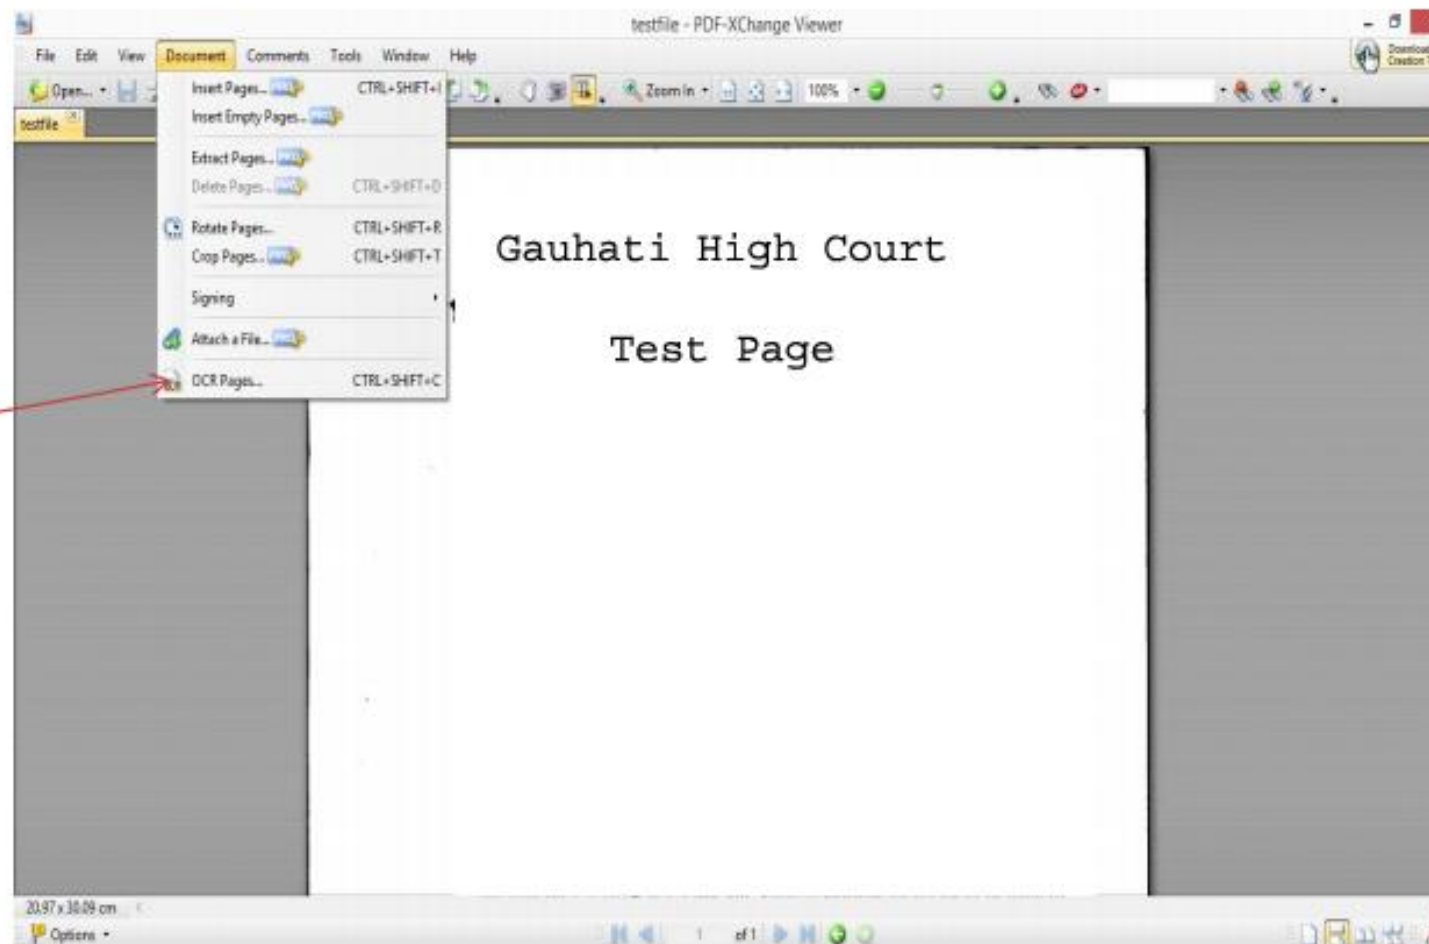 testfile - PDF-XChange Viewer
File Edit View Document Comments Tools Window Help
Open... Zoom In 100%
testfile
Insert Pages... CTRL+SHIFT+I
Insert Empty Pages...
Extract Pages...
Delete Pages... CTRL+SHIFT+D
Rotate Pages... CTRL+SHIFT+R
Crop Pages... CTRL+SHIFT+T
Signing
Attach a File...
OCR Pages... CTRL+SHIFT+C
Gauhati High Court
Test Page
20.97 x 30.09 cm
Options 1 of 1